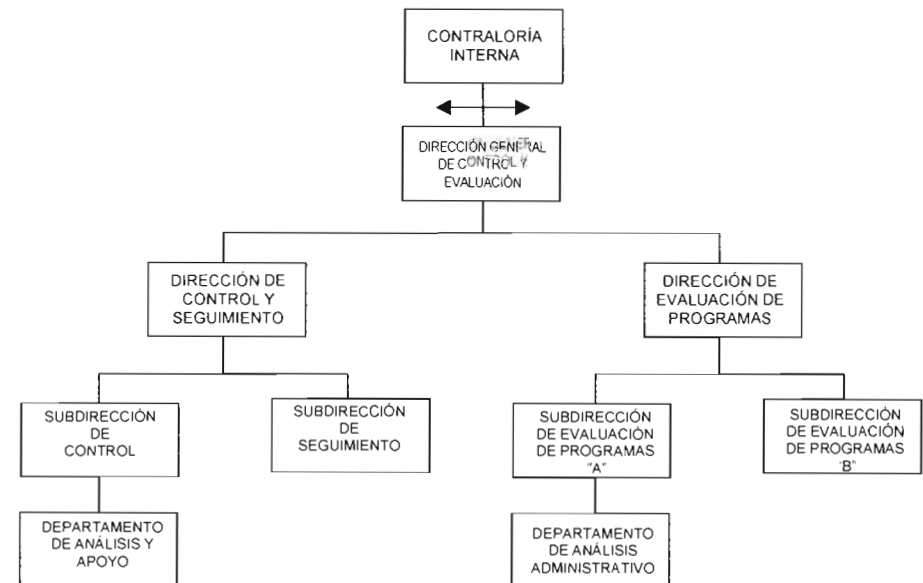 CONTRALORÍA
INTERNA
DIRECCIÓN GENERAL
DE CONTROL Y
EVALUACIÓN
DIRECCIÓN DE
CONTROL Y
SEGUIMIENTO
DIRECCIÓN DE
EVALUACIÓN DE
PROGRAMAS
SUBDIRECCIÓN
DE
CONTROL
SUBDIRECCIÓN
DE
SEGUIMIENTO
SUBDIRECCIÓN
DE EVALUACIÓN
DE PROGRAMAS
"A"
SUBDIRECCIÓN
DE EVALUACIÓN
DE PROGRAMAS
"B"
DEPARTAMENTO
DE ANÁLISIS Y
APOYO
DEPARTAMENTO
DE ANÁLISIS
ADMINISTRATIVO